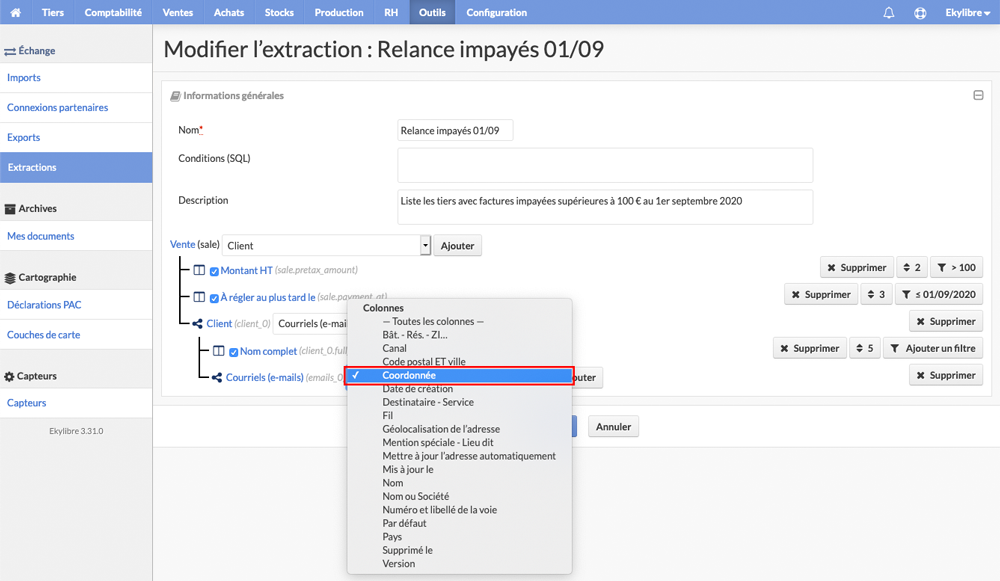 Tiers Comptabilité Ventes Achats Stocks Production RH Outils Configuration Ekylibre
Échange
Imports
Connexions partenaires
Exports
Extractions
Archives
Mes documents
Cartographie
Déclarations PAC
Couches de carte
Capteurs
Capteurs
Ekylibre 3.31.0
Modifier l'extraction : Relance impayés 01/09
Informations générales
Nom* Relance impayés 01/09
Conditions (SQL)
Description Liste les tiers avec factures impayées supérieures à 100 € au 1er septembre 2020
Vente (sale) Client Ajouter
Montant HT (sale.pretax_amount) Supprimer 2 > 100
À régler au plus tard le (sale.payment_at) Supprimer 3 ≤ 01/09/2020
Client (client_0) Courriels (e-mail Supprimer
Nom complet (client_0.full Supprimer 5 Ajouter un filtre
Courriels (e-mails) (emails_0 outer Supprimer
Annuler
Colonnes
— Toutes les colonnes —
Bât. - Rés. - ZI...
Canal
Code postal ET ville
✓ Coordonnée
Date de création
Destinataire - Service
Fil
Géolocalisation de l'adresse
Mention spéciale - Lieu dit
Mettre à jour l'adresse automatiquement
Mis à jour le
Nom
Nom ou Société
Numéro et libellé de la voie
Par défaut
Pays
Supprimé le
Version